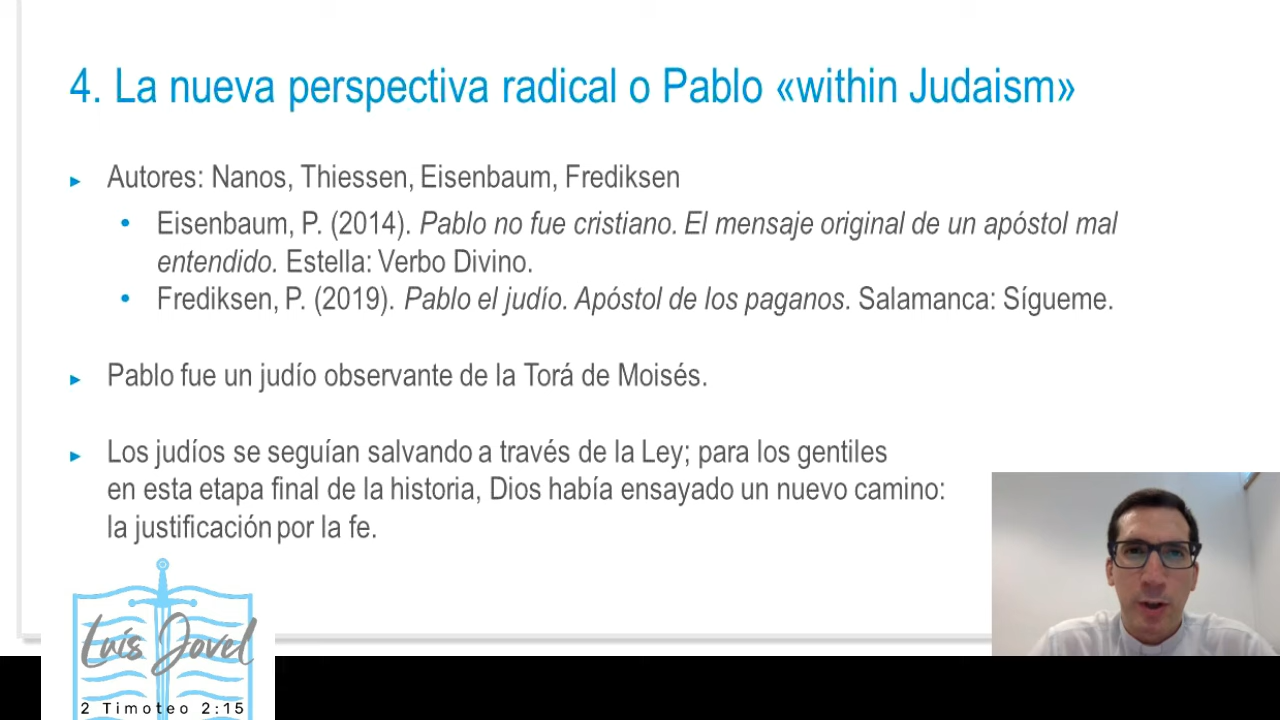 4. La nueva perspectiva radical o Pablo «within Judaism»
▸ Autores: Nanos, Thiessen, Eisenbaum, Frediksen
• Eisenbaum, P. (2014). Pablo no fue cristiano. El mensaje original de un apóstol mal
entendido. Estella: Verbo Divino.
• Frediksen, P. (2019). Pablo el judío. Apóstol de los paganos. Salamanca: Sígueme.
▸ Pablo fue un judío observante de la Torá de Moisés.
▸ Los judíos se seguían salvando a través de la Ley; para los gentiles
en esta etapa final de la historia, Dios había ensayado un nuevo camino:
la justificación por la fe.
Luis Jovel
2 Timoteo 2:15